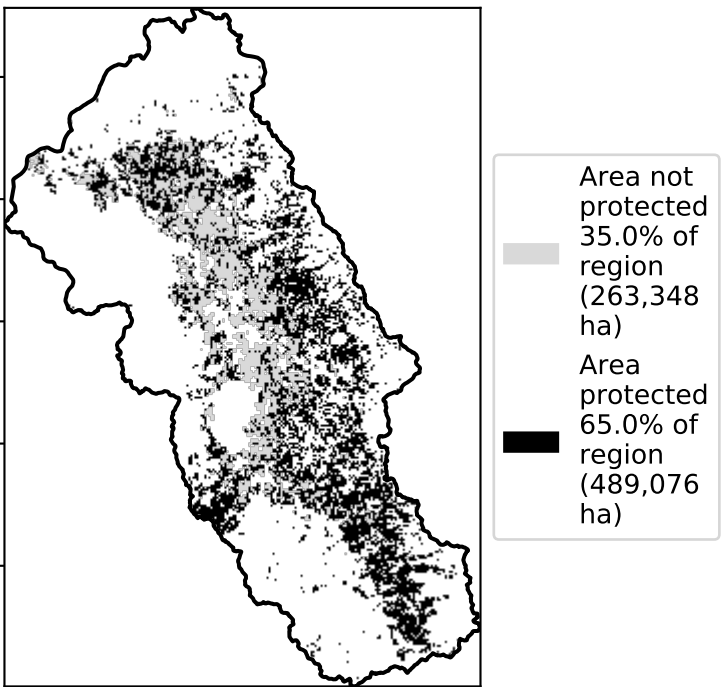 Area not
protected
35.0% of
region
(263,348
ha)
Area
protected
65.0% of
region
(489,076
ha)